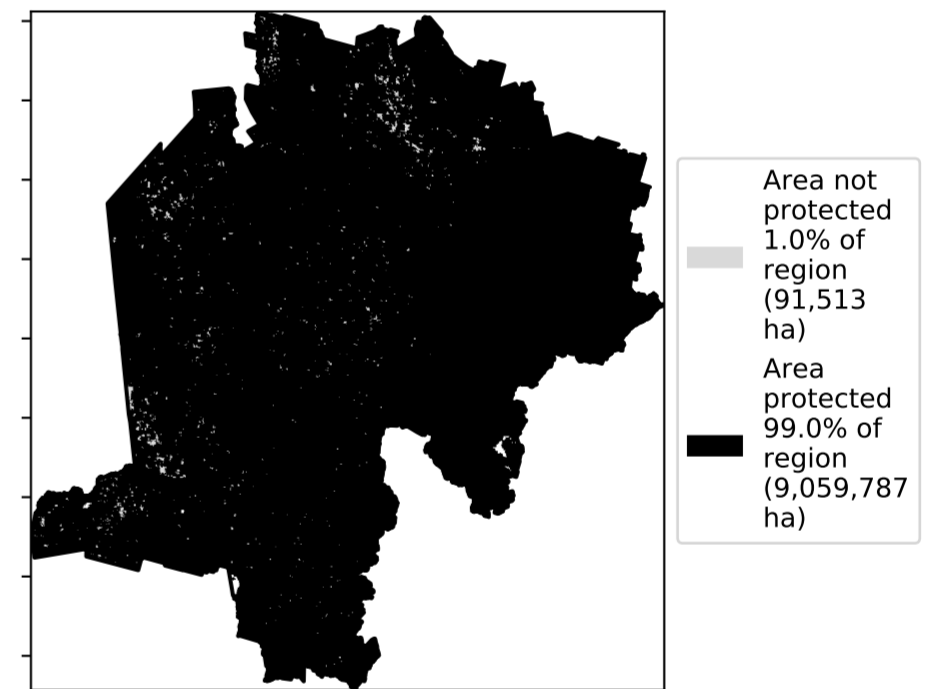 Area not
protected
1.0% of
region
(91,513
ha)
Area
protected
99.0% of
region
(9,059,787
ha)